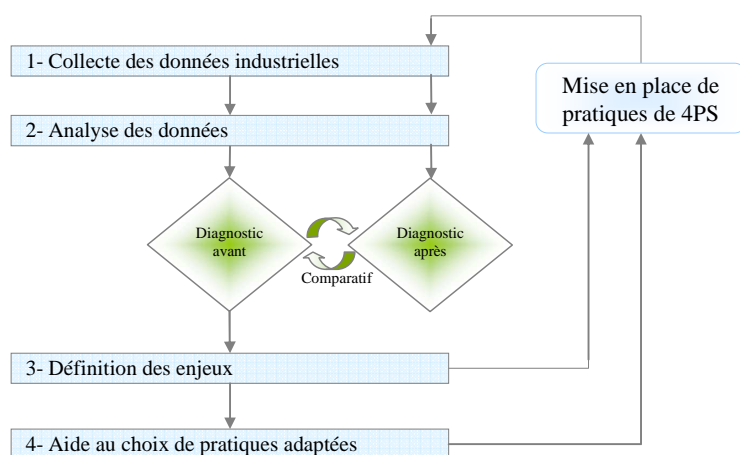 1- Collecte des données industrielles
Mise en place de
pratiques de 4PS
2- Analyse des données
Diagnostic
avant
Diagnostic
après
Comparatif
3- Définition des enjeux
4- Aide au choix de pratiques adaptées